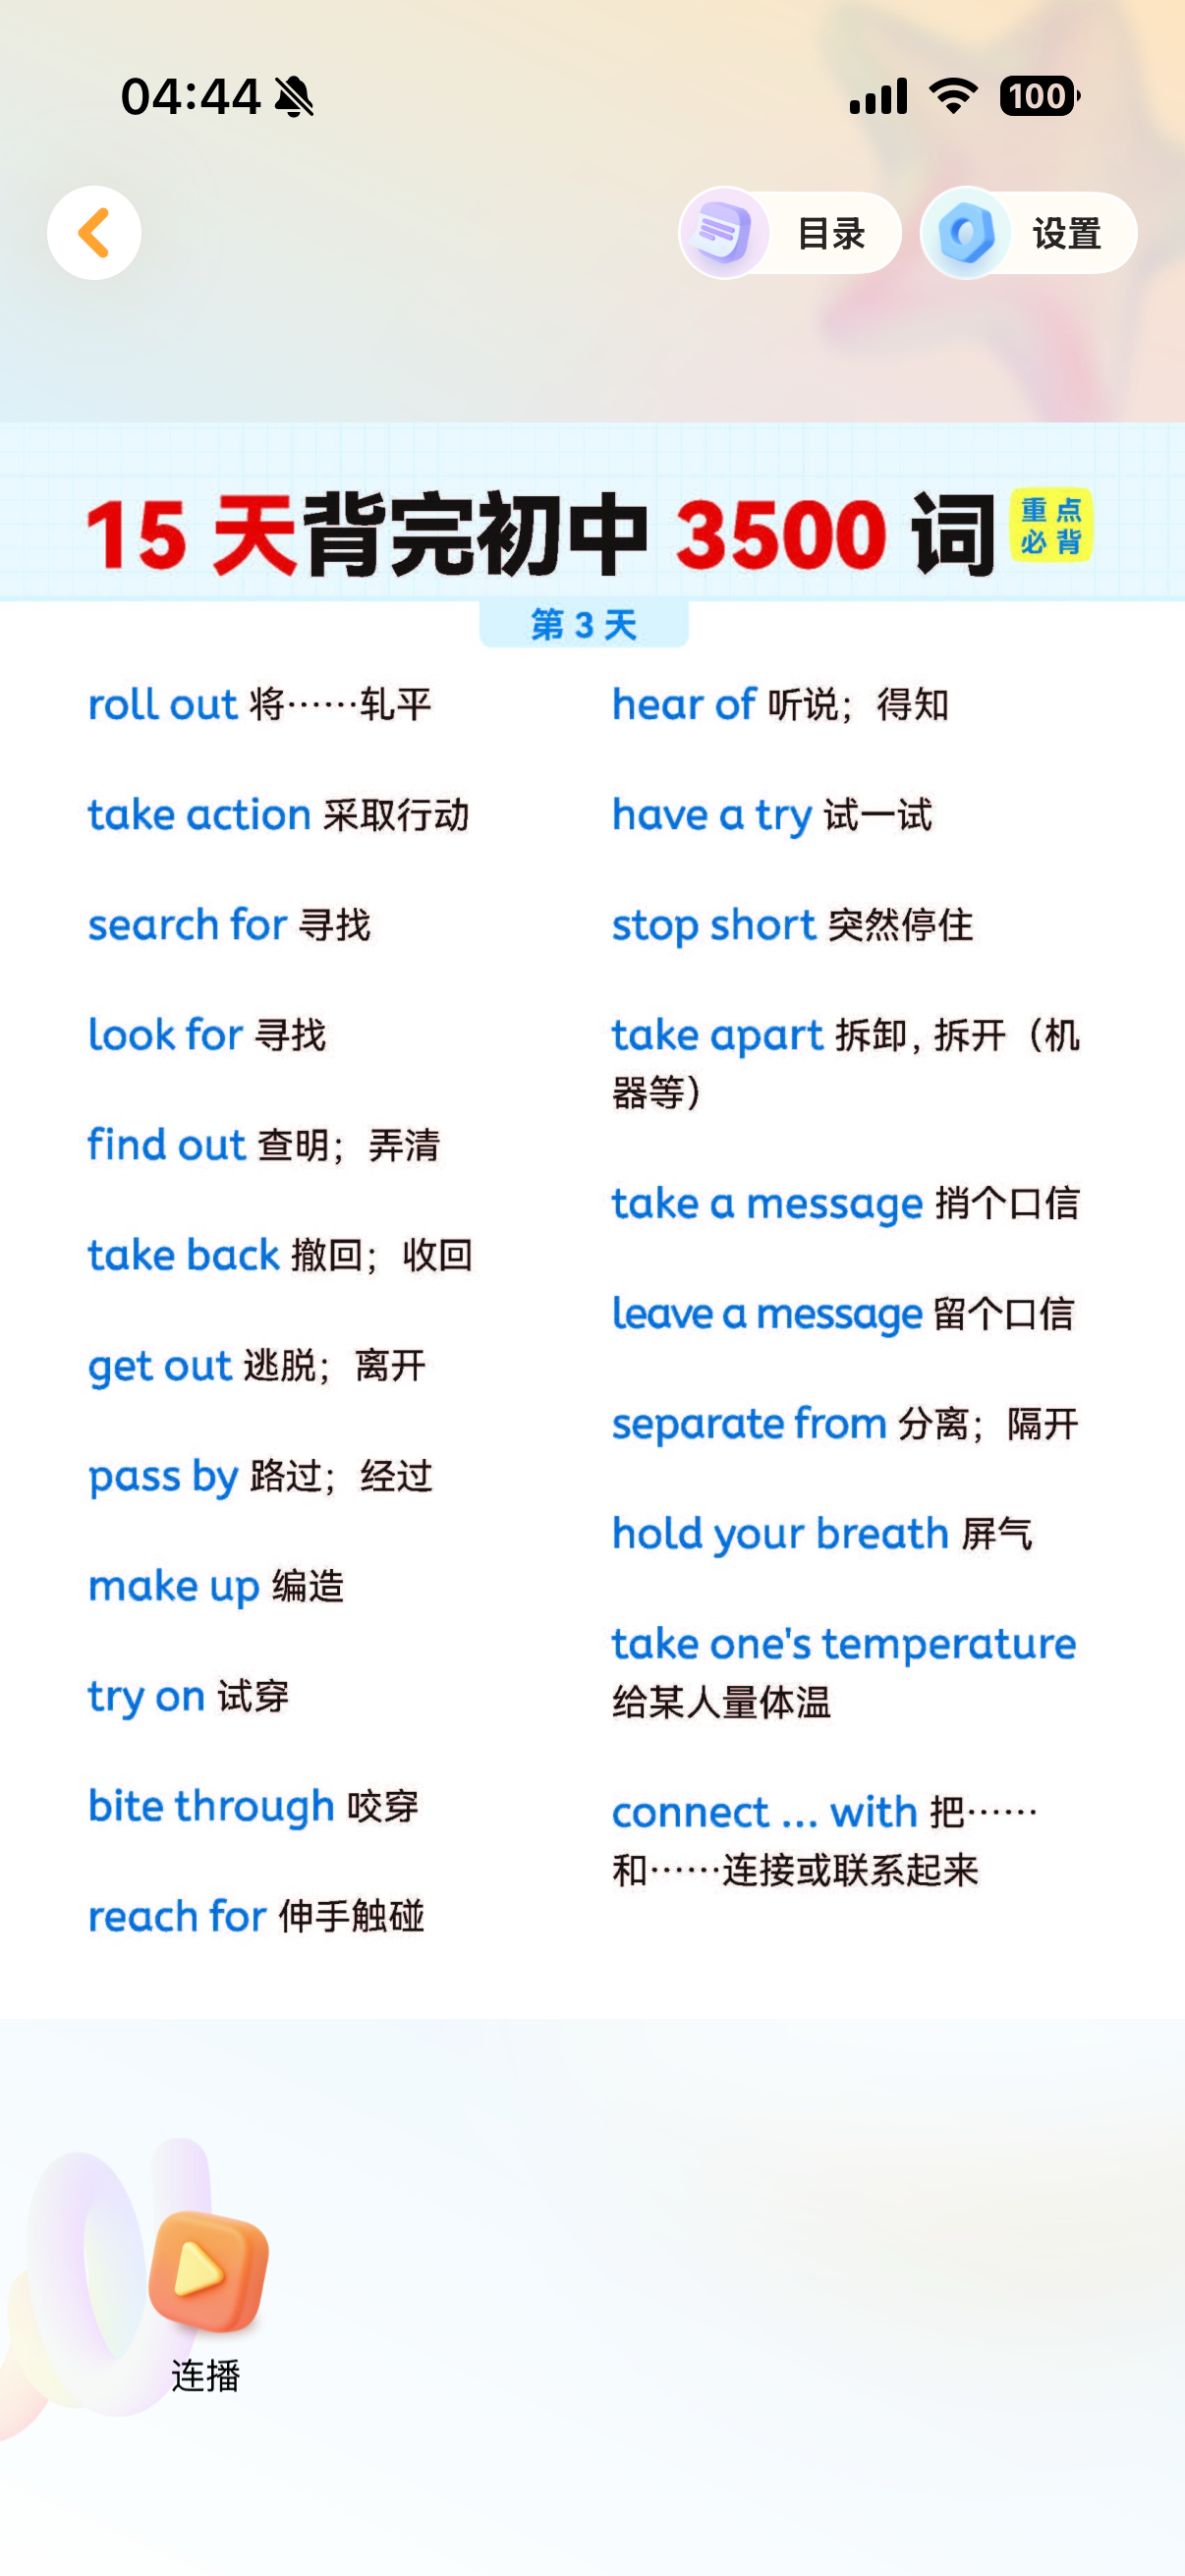 04:44
100
目录
设置
15 天背完初中 3500 词
重点
必背
第 3 天
roll out 将……轧平
take action 采取行动
search for 寻找
look for 寻找
find out 查明；弄清
take back 撤回；收回
get out 逃脱；离开
pass by 路过；经过
make up 编造
try on 试穿
bite through 咬穿
reach for 伸手触碰
hear of 听说；得知
have a try 试一试
stop short 突然停住
take apart 拆卸, 拆开（机
器等）
take a message 捎个口信
leave a message 留个口信
separate from 分离；隔开
hold your breath 屏气
take one's temperature
给某人量体温
connect ... with 把……
和……连接或联系起来
连播